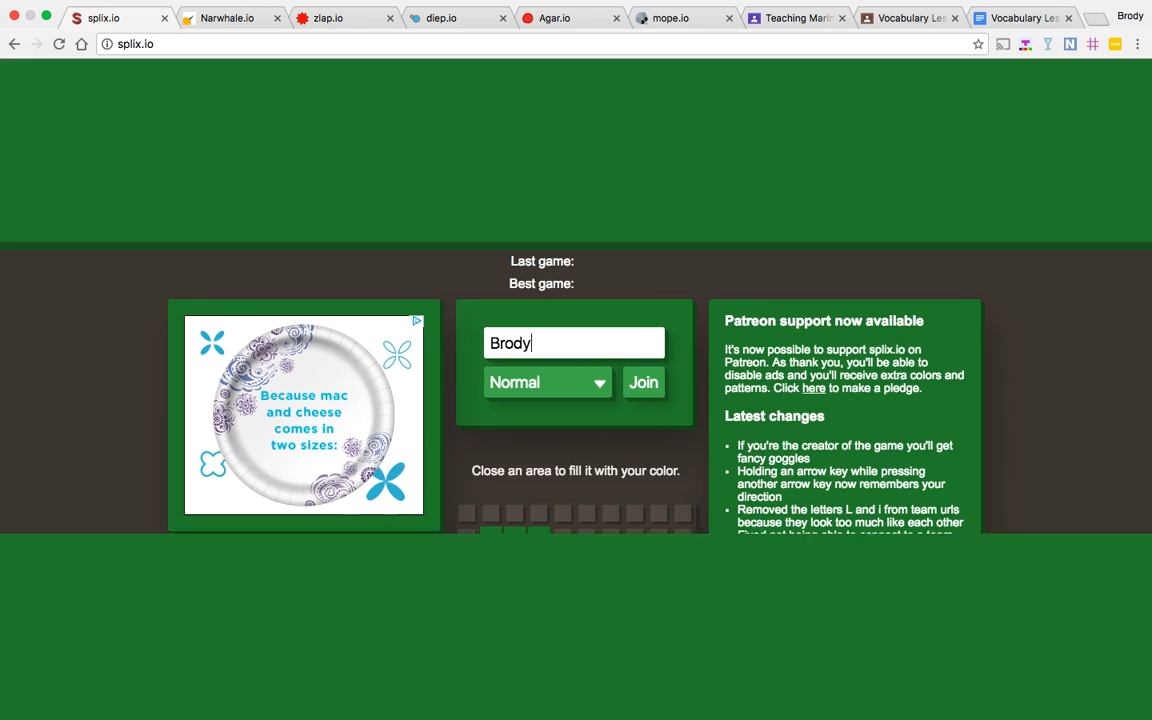 splix.io
Narwhale.io
zlap.io
diep.io
Agar.io
mope.io
Teaching Marin
Vocabulary Les
Vocabulary Les
Brody
splix.io
Last game:
Best game:
Because mac
and cheese
comes in
two sizes:
Brody
Normal
Join
Close an area to fill it with your color.
Patreon support now available
It's now possible to support splix.io on
Patreon. As thank you, you'll be able to
disable ads and you'll receive extra colors and
patterns. Click here to make a pledge.
Latest changes
• If you're the creator of the game you'll get
fancy goggles
• Holding an arrow key while pressing
another arrow key now remembers your
direction
• Removed the letters L and i from team urls
because they look too much like each other